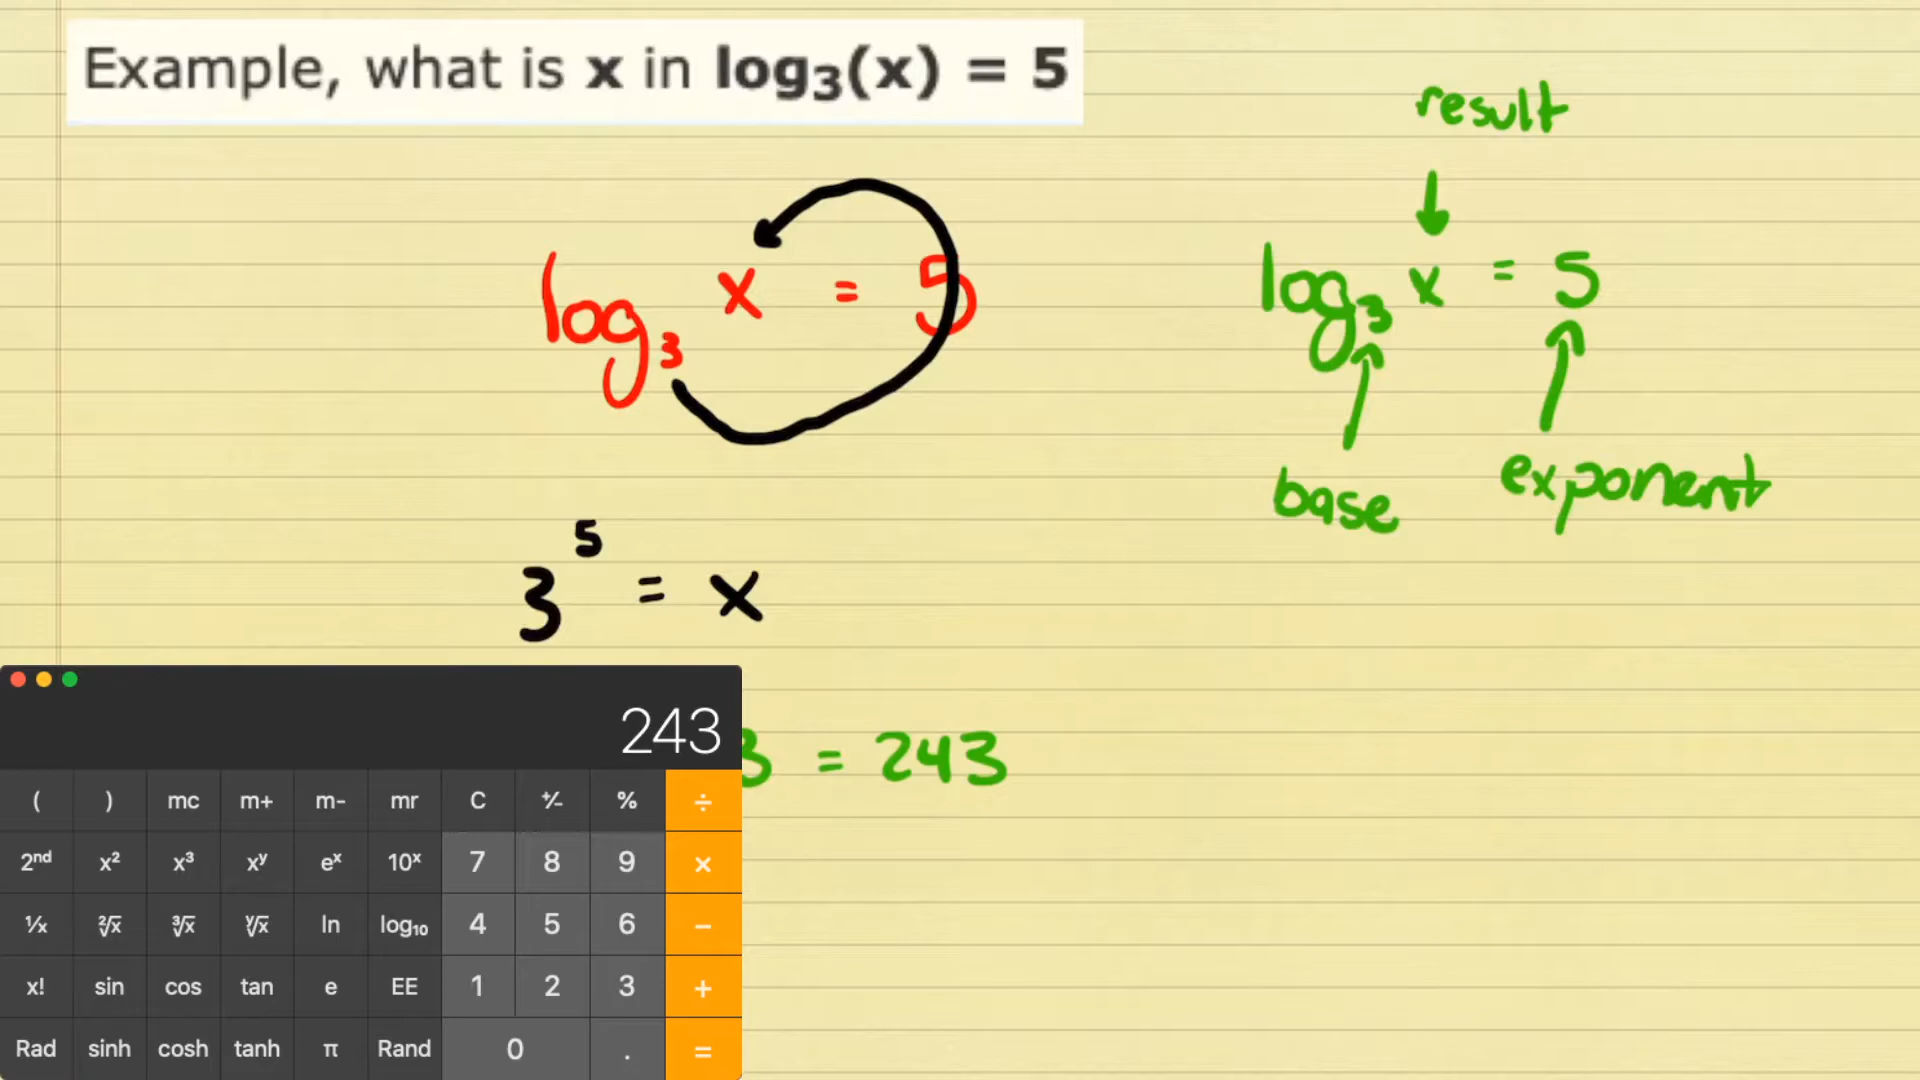 Example, what is x in log₃(x) = 5
result
log₃ x = 5
log₃ x = 5
base
exponent
3⁵ = x
3 = 243
243
( ) mc m+ m- mr C ⁺⁄₋ % ÷
2ⁿᵈ x² x³ xʸ eˣ 10ˣ 7 8 9 ×
¹⁄x ²√x ³√x ʸ√x ln log₁₀ 4 5 6 −
x! sin cos tan e EE 1 2 3 +
Rad sinh cosh tanh π Rand 0 . =